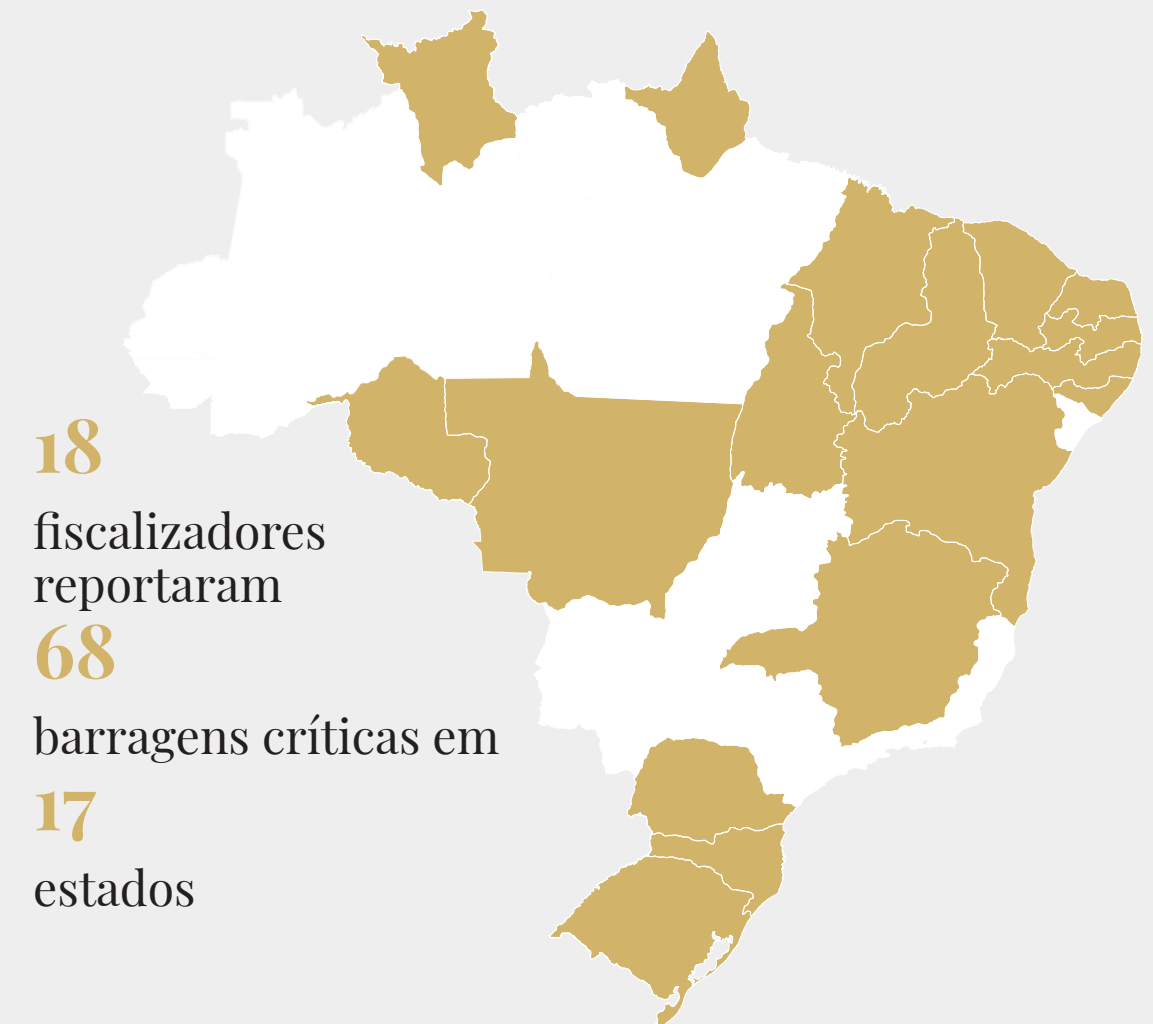 18
fiscalizadores
reportaram
68
barragens críticas em
17
estados